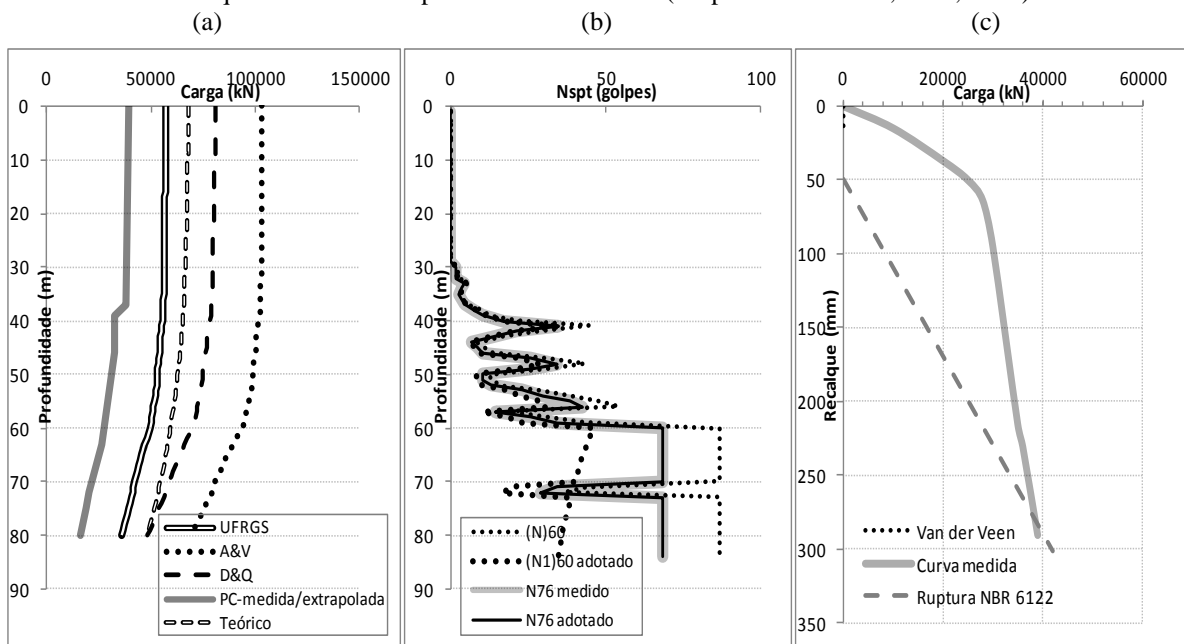 (a)
(b)
(c)
0 50000 100000 150000
Carga (kN)
0
10
20
30
40
50
60
70
80
90
Profundidade (m)
UFRGS
A&V
D&Q
PC-medida/extrapolada
Teórico
0 50 100
Nspt (golpes)
0
10
20
30
40
50
60
70
80
90
Profundidade (m)
(N)60
(N1)60 adotado
N76 medido
N76 adotado
0 20000 40000 60000
Carga (kN)
0
50
100
150
200
250
300
350
Recalque (mm)
Van der Veen
Curva medida
Ruptura NBR 6122